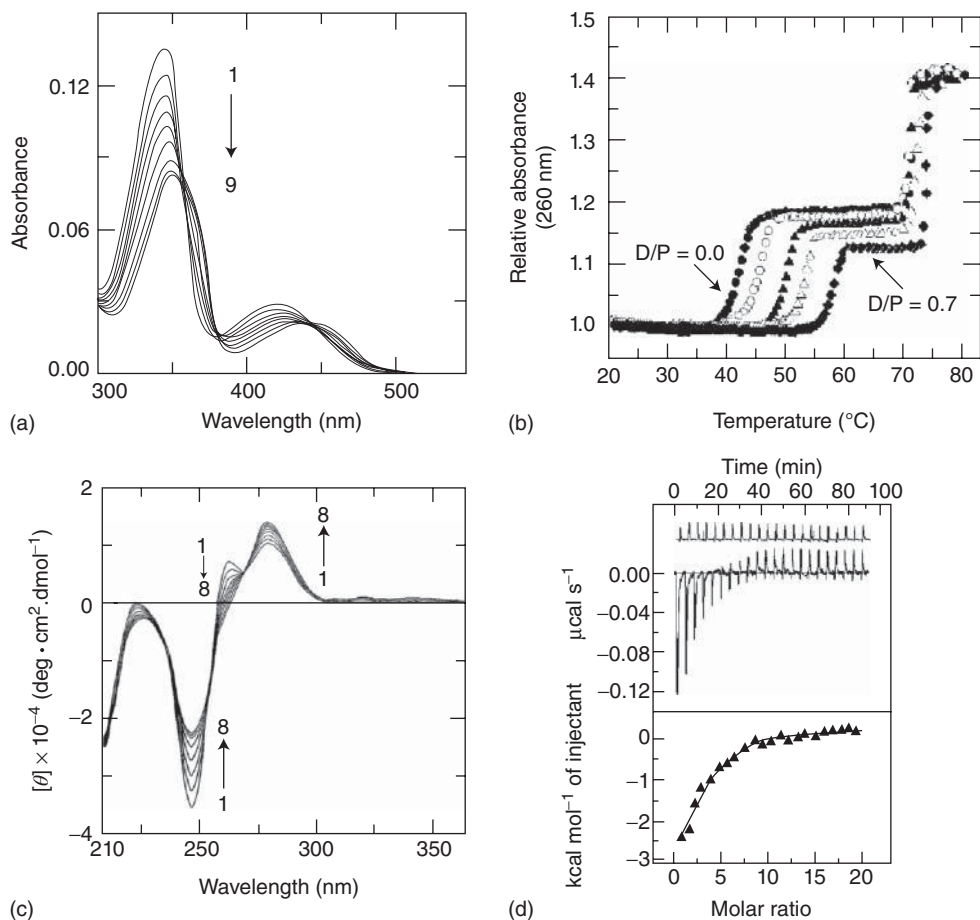 0.12
0.06
0.00
Absorbance
1
9
300 350 400 450 500
Wavelength (nm)
(a)
1.4
1.3
1.2
1.1
1.0
Relative absorbance
(260 nm)
D/P = 0.0
D/P = 0.7
20 30 40 50 60 70 80
Temperature (°C)
(b)
2
0
−2
−4
[θ] × 10⁻⁴ (deg • cm².dmol⁻¹)
1
8
8
1
8
1
210 250 300 350
Wavelength (nm)
(c)
Time (min)
0 20 40 60 80 100
0.00
−0.04
−0.08
−0.12
μcal s⁻¹
0
−1
−2
−3
kcal mol⁻¹ of injectant
0 5 10 15 20
Molar ratio
(d)